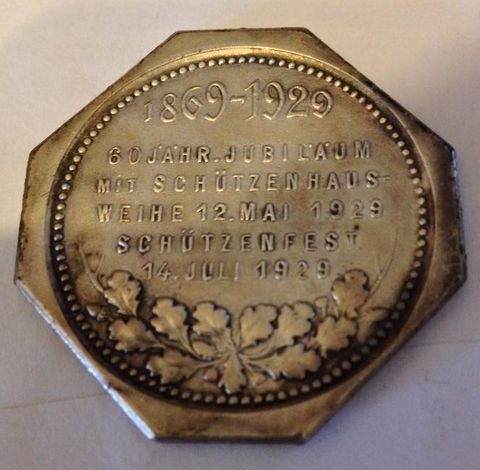 1869-1929
60JÄHR. JUBILÄUM
MIT SCHÜTZENHAUS-
WEIHE 12. MAI 1929
SCHÜTZENFEST
14. JULI 1929